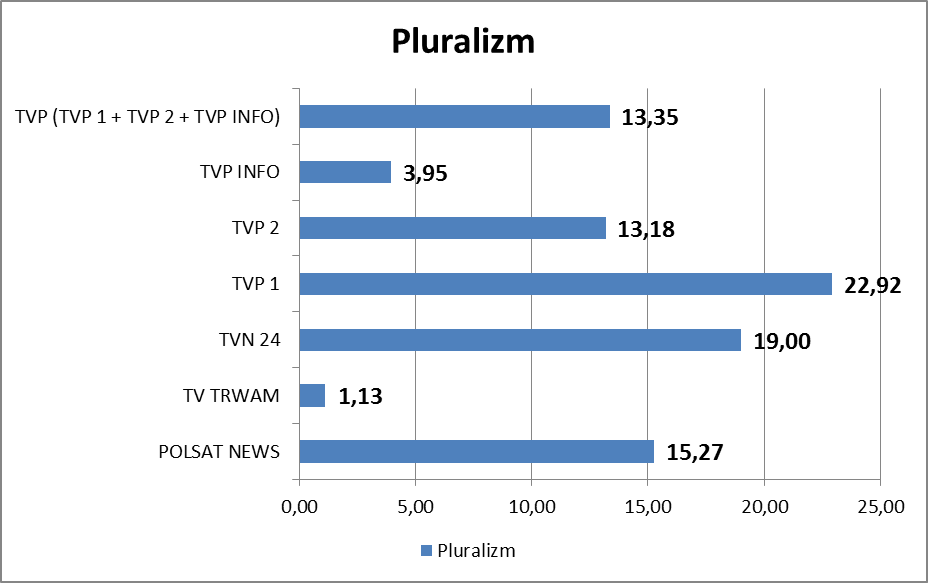 Pluralizm
TVP (TVP 1 + TVP 2 + TVP INFO) 13,35
TVP INFO 3,95
TVP 2 13,18
TVP 1 22,92
TVN 24 19,00
TV TRWAM 1,13
POLSAT NEWS 15,27
0,00 5,00 10,00 15,00 20,00 25,00
Pluralizm